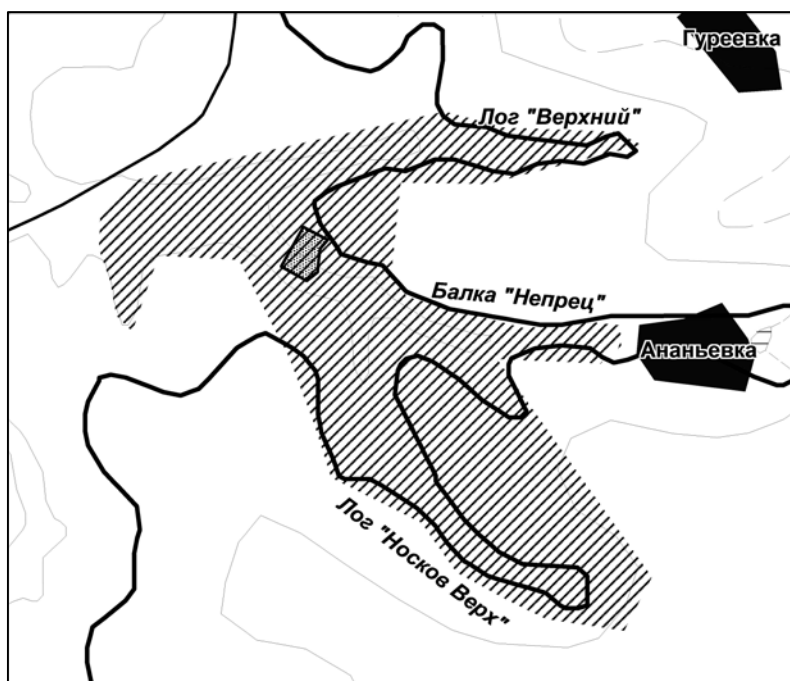 Гуреевка
Лог "Верхний"
Балка "Непрец"
Ананьевка
Лог "Носков Верх"